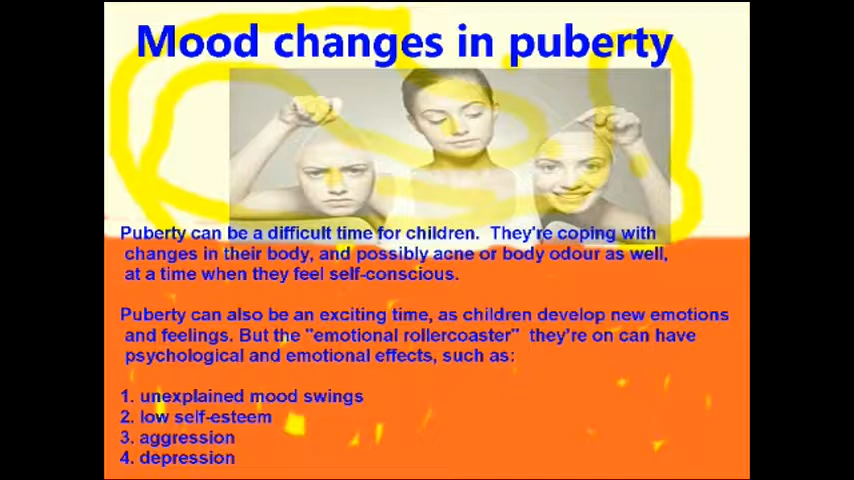 Mood changes in puberty
Puberty can be a difficult time for children. They're coping with
changes in their body, and possibly acne or body odour as well,
at a time when they feel self-conscious.
Puberty can also be an exciting time, as children develop new emotions
and feelings. But the "emotional rollercoaster" they're on can have
psychological and emotional effects, such as:
1. unexplained mood swings
2. low self-esteem
3. aggression
4. depression